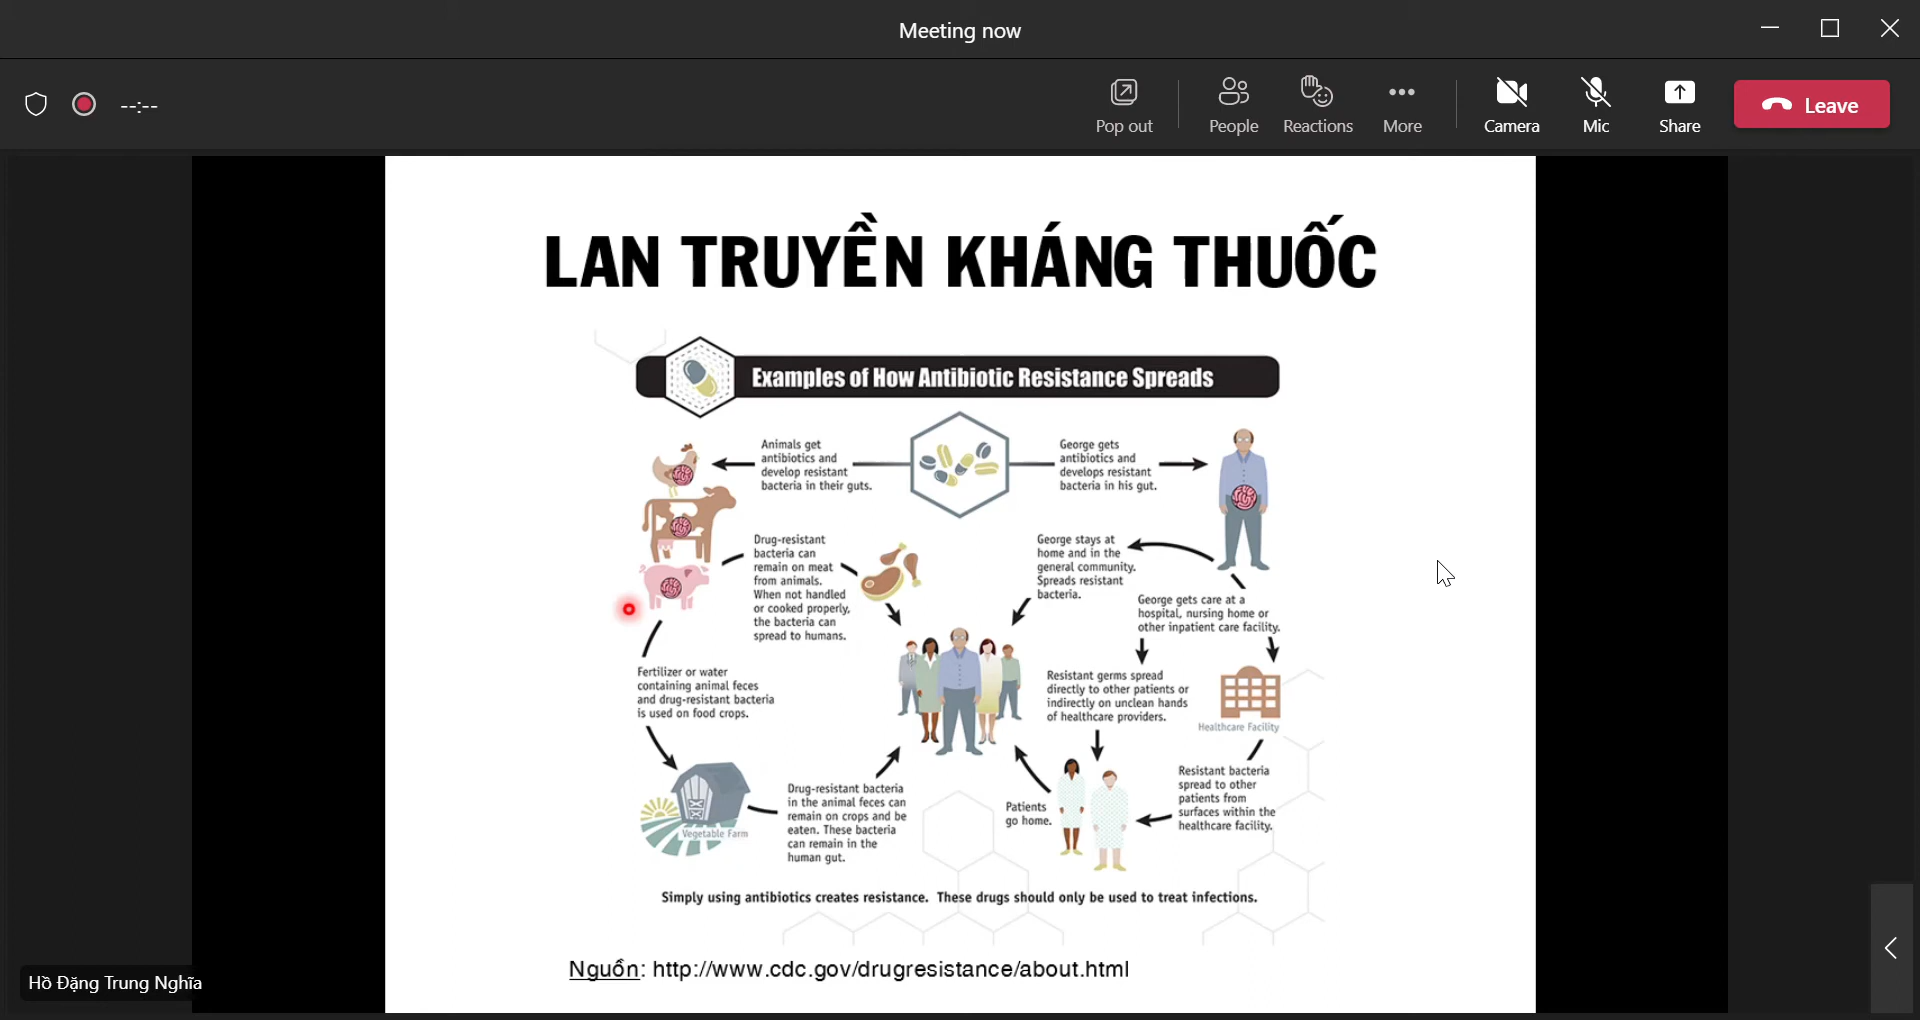 Meeting now
--:--
Pop out
People
Reactions
More
Camera
Mic
Share
Leave
LAN TRUYỀN KHÁNG THUỐC
Examples of How Antibiotic Resistance Spreads
Animals get
antibiotics and
develop resistant
bacteria in their guts.
George gets
antibiotics and
develops resistant
bacteria in his gut.
Drug-resistant
bacteria can
remain on meat
from animals.
When not handled
or cooked properly,
the bacteria can
spread to humans.
George stays at
home and in the
general community.
Spreads resistant
bacteria.
George gets care at a
hospital, nursing home or
other inpatient care facility.
Fertilizer or water
containing animal feces
and drug-resistant bacteria
is used on food crops.
Resistant germs spread
directly to other patients or
indirectly on unclean hands
of healthcare providers.
Healthcare Facility
Vegetable Farm
Drug-resistant bacteria
in the animal feces can
remain on crops and be
eaten. These bacteria
can remain in the
human gut.
Patients
go home.
Resistant bacteria
spread to other
patients from
surfaces within the
healthcare facility.
Simply using antibiotics creates resistance. These drugs should only be used to treat infections.
Nguồn: http://www.cdc.gov/drugresistance/about.html
Hồ Đặng Trung Nghĩa